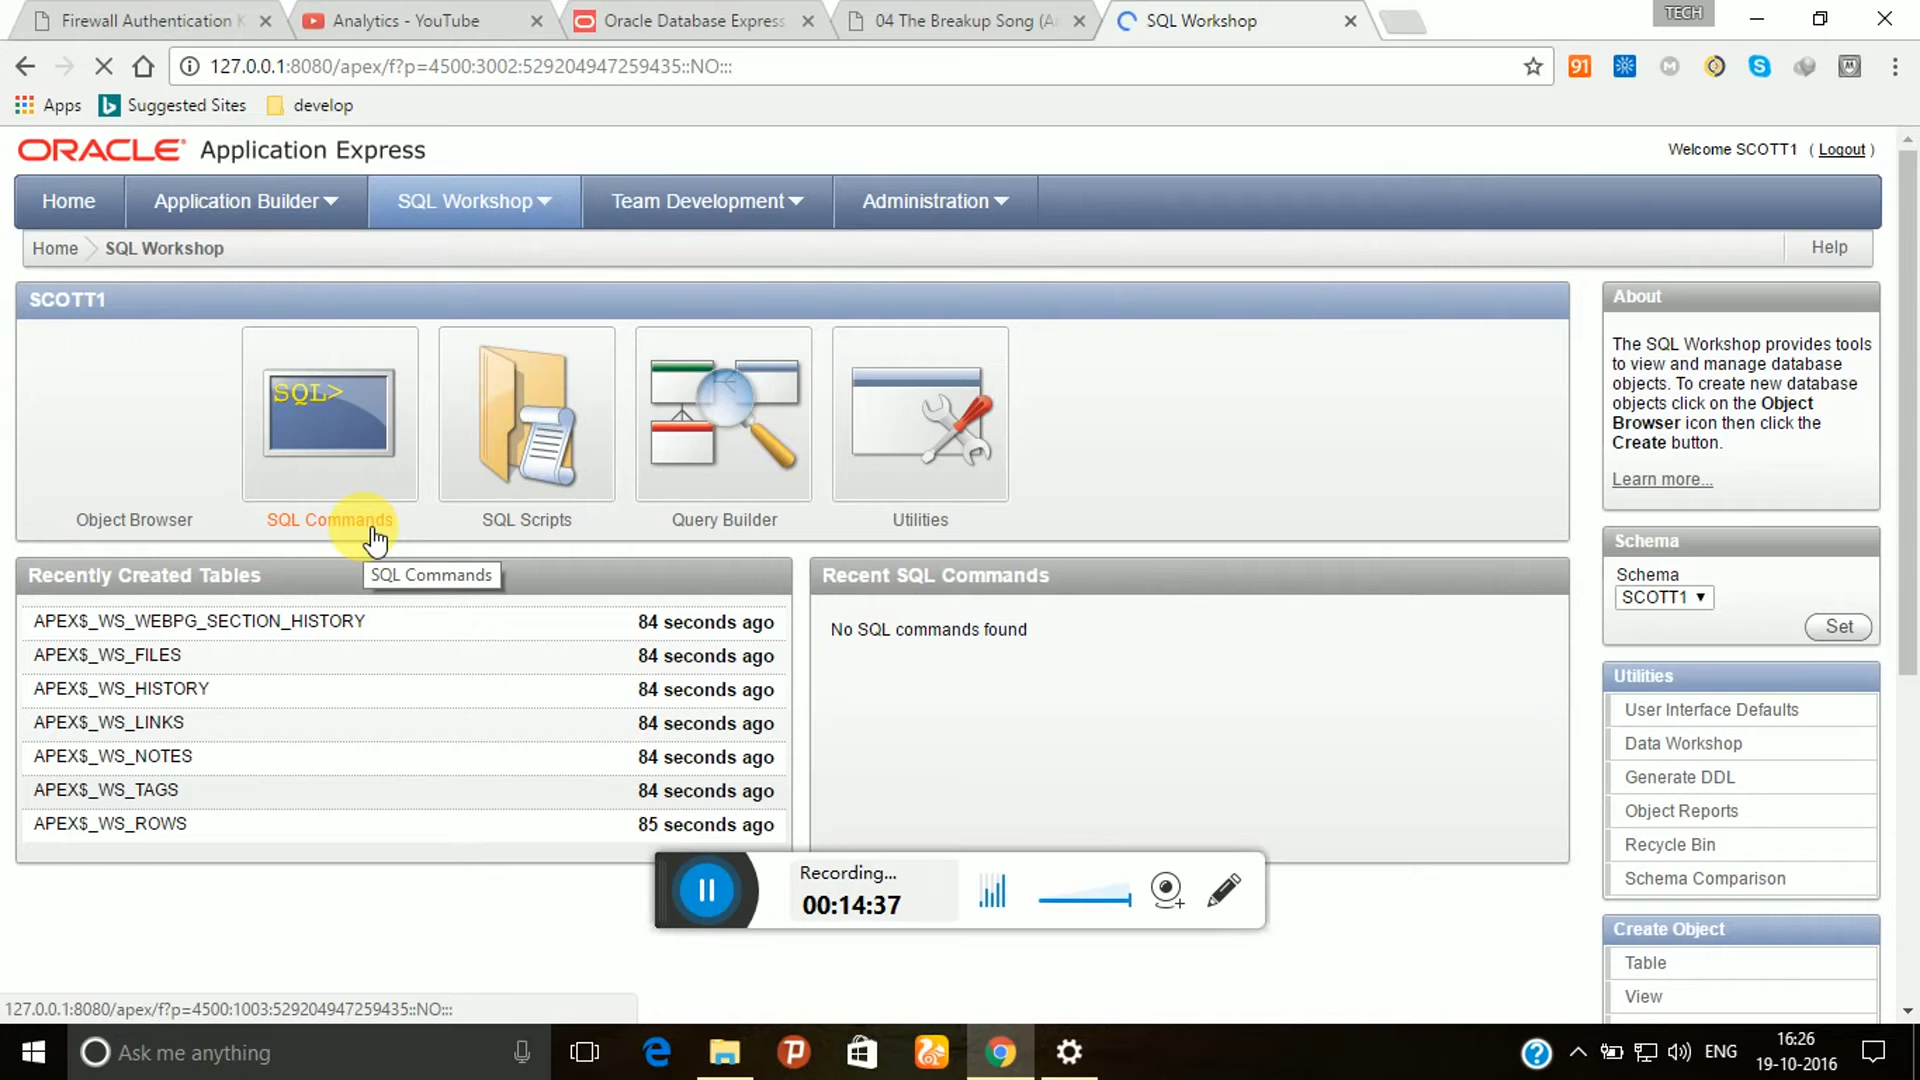 Firewall Authentication K
Analytics - YouTube
Oracle Database Express
04 The Breakup Song (Ar
SQL Workshop
TECH
127.0.0.1:8080/apex/f?p=4500:3002:529204947259435::NO:::
91
Apps
Suggested Sites
develop
ORACLE Application Express
Welcome SCOTT1 ( Logout )
Home
Application Builder
SQL Workshop
Team Development
Administration
Home
SQL Workshop
Help
SCOTT1
SQL>
Object Browser
SQL Commands
SQL Scripts
Query Builder
Utilities
SQL Commands
Recently Created Tables
APEX$_WS_WEBPG_SECTION_HISTORY 84 seconds ago
APEX$_WS_FILES 84 seconds ago
APEX$_WS_HISTORY 84 seconds ago
APEX$_WS_LINKS 84 seconds ago
APEX$_WS_NOTES 84 seconds ago
APEX$_WS_TAGS 84 seconds ago
APEX$_WS_ROWS 85 seconds ago
Recent SQL Commands
No SQL commands found
About
The SQL Workshop provides tools
to view and manage database
objects. To create new database
objects click on the Object
Browser icon then click the
Create button.
Learn more...
Schema
Schema
SCOTT1
Set
Utilities
User Interface Defaults
Data Workshop
Generate DDL
Object Reports
Recycle Bin
Schema Comparison
Create Object
Table
View
Recording...
00:14:37
127.0.0.1:8080/apex/f?p=4500:1003:529204947259435::NO:::
Ask me anything
ENG
16:26
19-10-2016